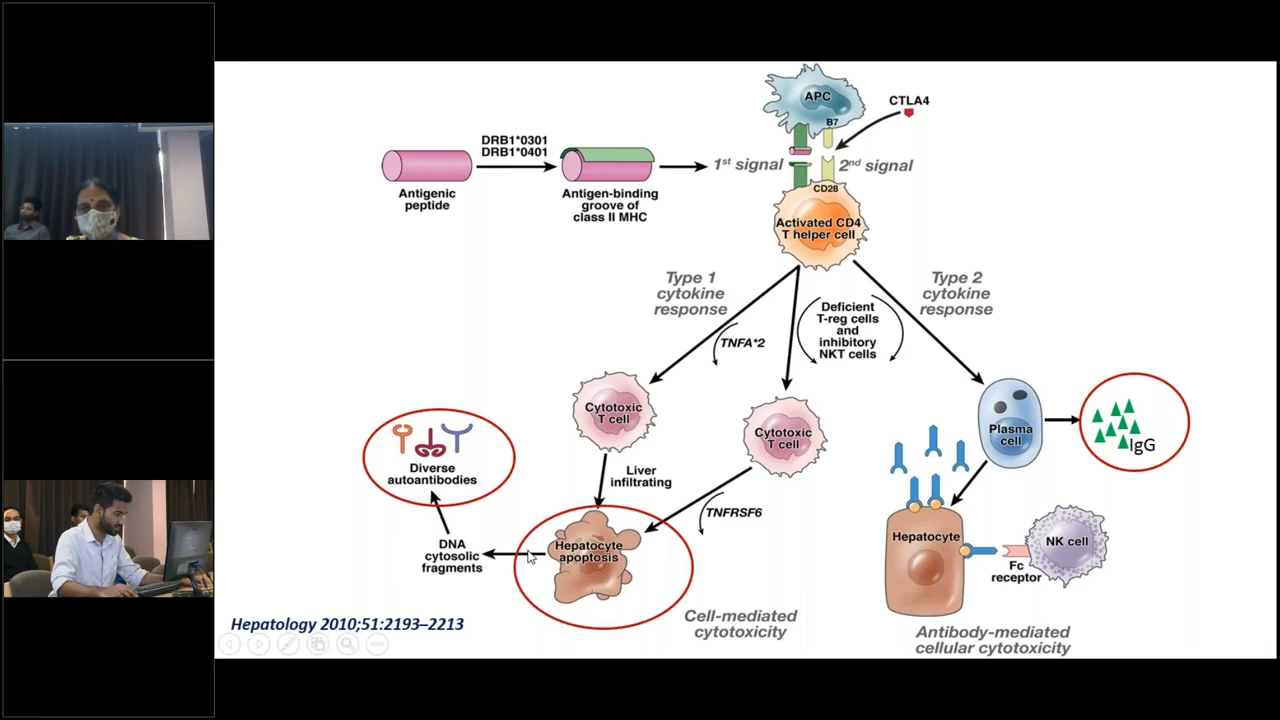 APC
CTLA4
B7
DRB1*0301
DRB1*0401
1st signal
2nd signal
CD28
Antigenic
peptide
Antigen-binding
groove of
class II MHC
Activated CD4
T helper cell
Type 1
cytokine
response
Type 2
cytokine
response
Deficient
T-reg cells
and
inhibitory
NKT cells
TNFA*2
Cytotoxic
T cell
Cytotoxic
T cell
Plasma
cell
IgG
Diverse
autoantibodies
Liver
infiltrating
TNFRSF6
DNA
cytosolic
fragments
Hepatocyte
apoptosis
Hepatocyte
NK cell
Fc
receptor
Cell-mediated
cytotoxicity
Antibody-mediated
cellular cytotoxicity
Hepatology 2010;51:2193–2213